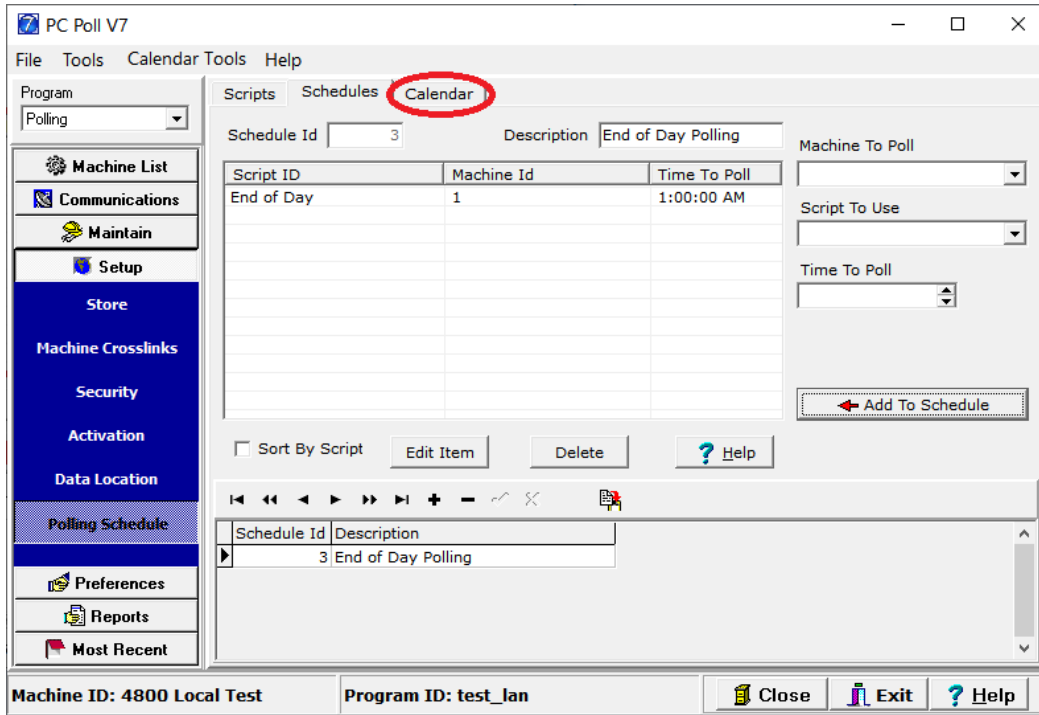 PC Poll V7
File Tools Calendar Tools Help
Program
Polling
Machine List
Communications
Maintain
Setup
Store
Machine Crosslinks
Security
Activation
Data Location
Polling Schedule
Preferences
Reports
Most Recent
Scripts Schedules Calendar
Schedule Id 3 Description End of Day Polling
Script ID Machine Id Time To Poll
End of Day 1 1:00:00 AM
Machine To Poll
Script To Use
Time To Poll
Add To Schedule
Sort By Script Edit Item Delete ? Help
Schedule Id Description
3 End of Day Polling
Machine ID: 4800 Local Test Program ID: test_lan Close Exit ? Help